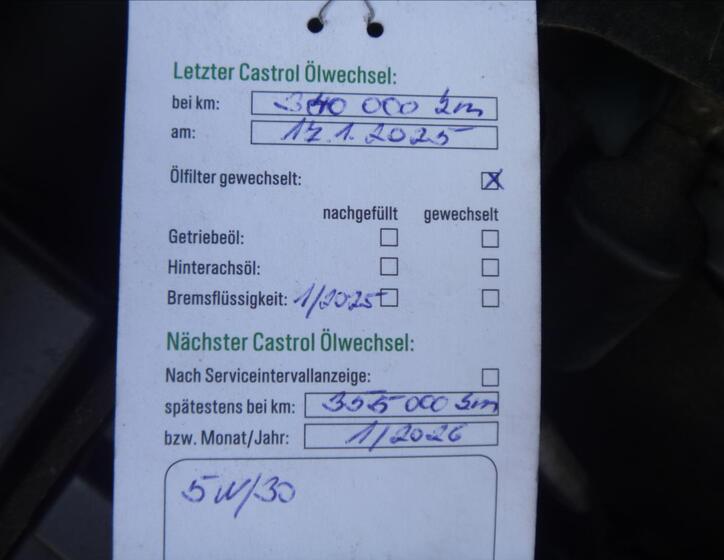 Letzter Castrol Ölwechsel:
bei km: 340 000 km
am: 17.1.2025
Ölfilter gewechselt: X
nachgefüllt gewechselt
Getriebeöl:
Hinterachsöl:
Bremsflüssigkeit: 1/2025
Nächster Castrol Ölwechsel:
Nach Serviceintervallanzeige:
spätestens bei km: 355 000 km
bzw. Monat/Jahr: 1/2026
5W/30